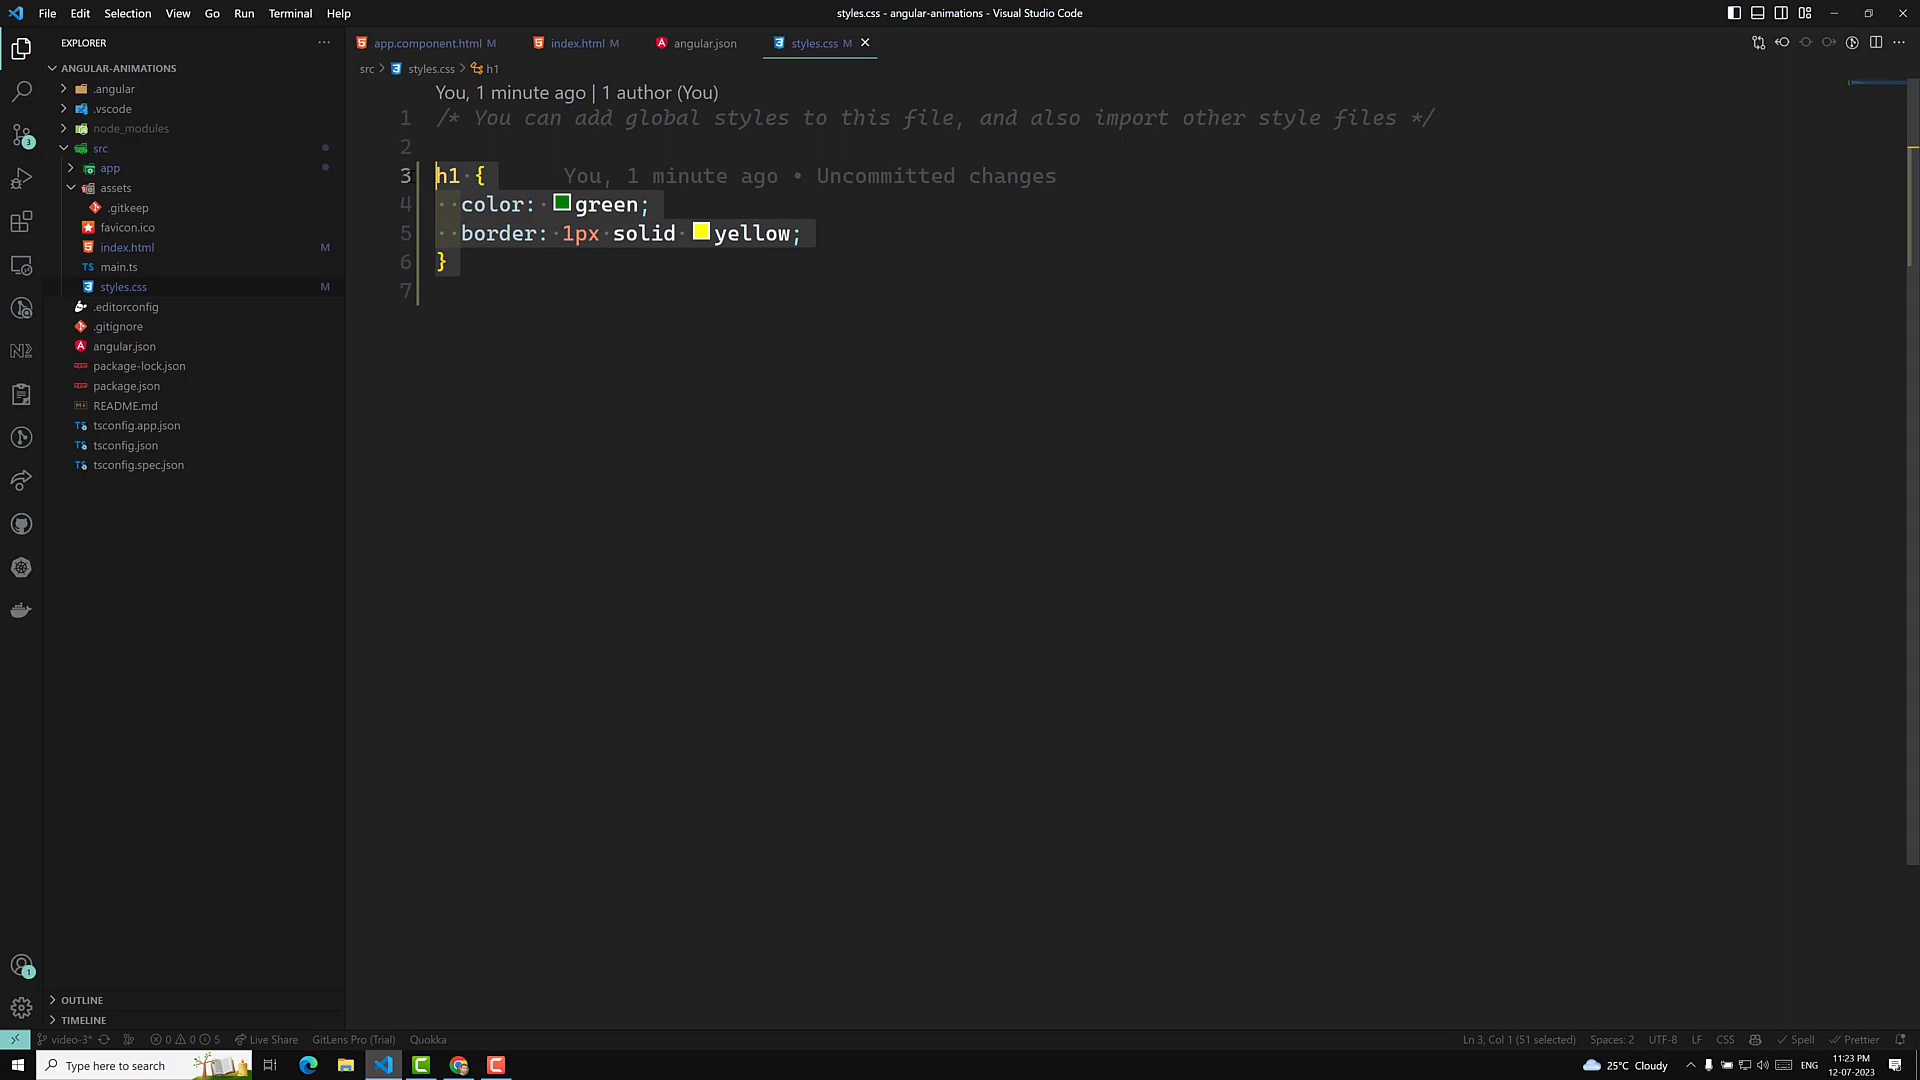 File Edit Selection View Go Run Terminal Help
styles.css - angular-animations - Visual Studio Code
EXPLORER
ANGULAR-ANIMATIONS
.angular
.vscode
node_modules
src
app
assets
.gitkeep
favicon.ico
index.html M
main.ts
styles.css M
.editorconfig
.gitignore
angular.json
package-lock.json
package.json
README.md
tsconfig.app.json
tsconfig.json
tsconfig.spec.json
OUTLINE
TIMELINE
app.component.html M index.html M angular.json styles.css M
src > styles.css > h1
You, 1 minute ago | 1 author (You)
1 /* You can add global styles to this file, and also import other style files */
2
3 h1 { You, 1 minute ago • Uncommitted changes
4 color: green;
5 border: 1px solid yellow;
6 }
7
video-3* 0 0 5 Live Share GitLens Pro (Trial) Quokka
Ln 3, Col 1 (51 selected) Spaces: 2 UTF-8 LF CSS Spell Prettier
Type here to search
25°C Cloudy ENG
11:23 PM
12-07-2023